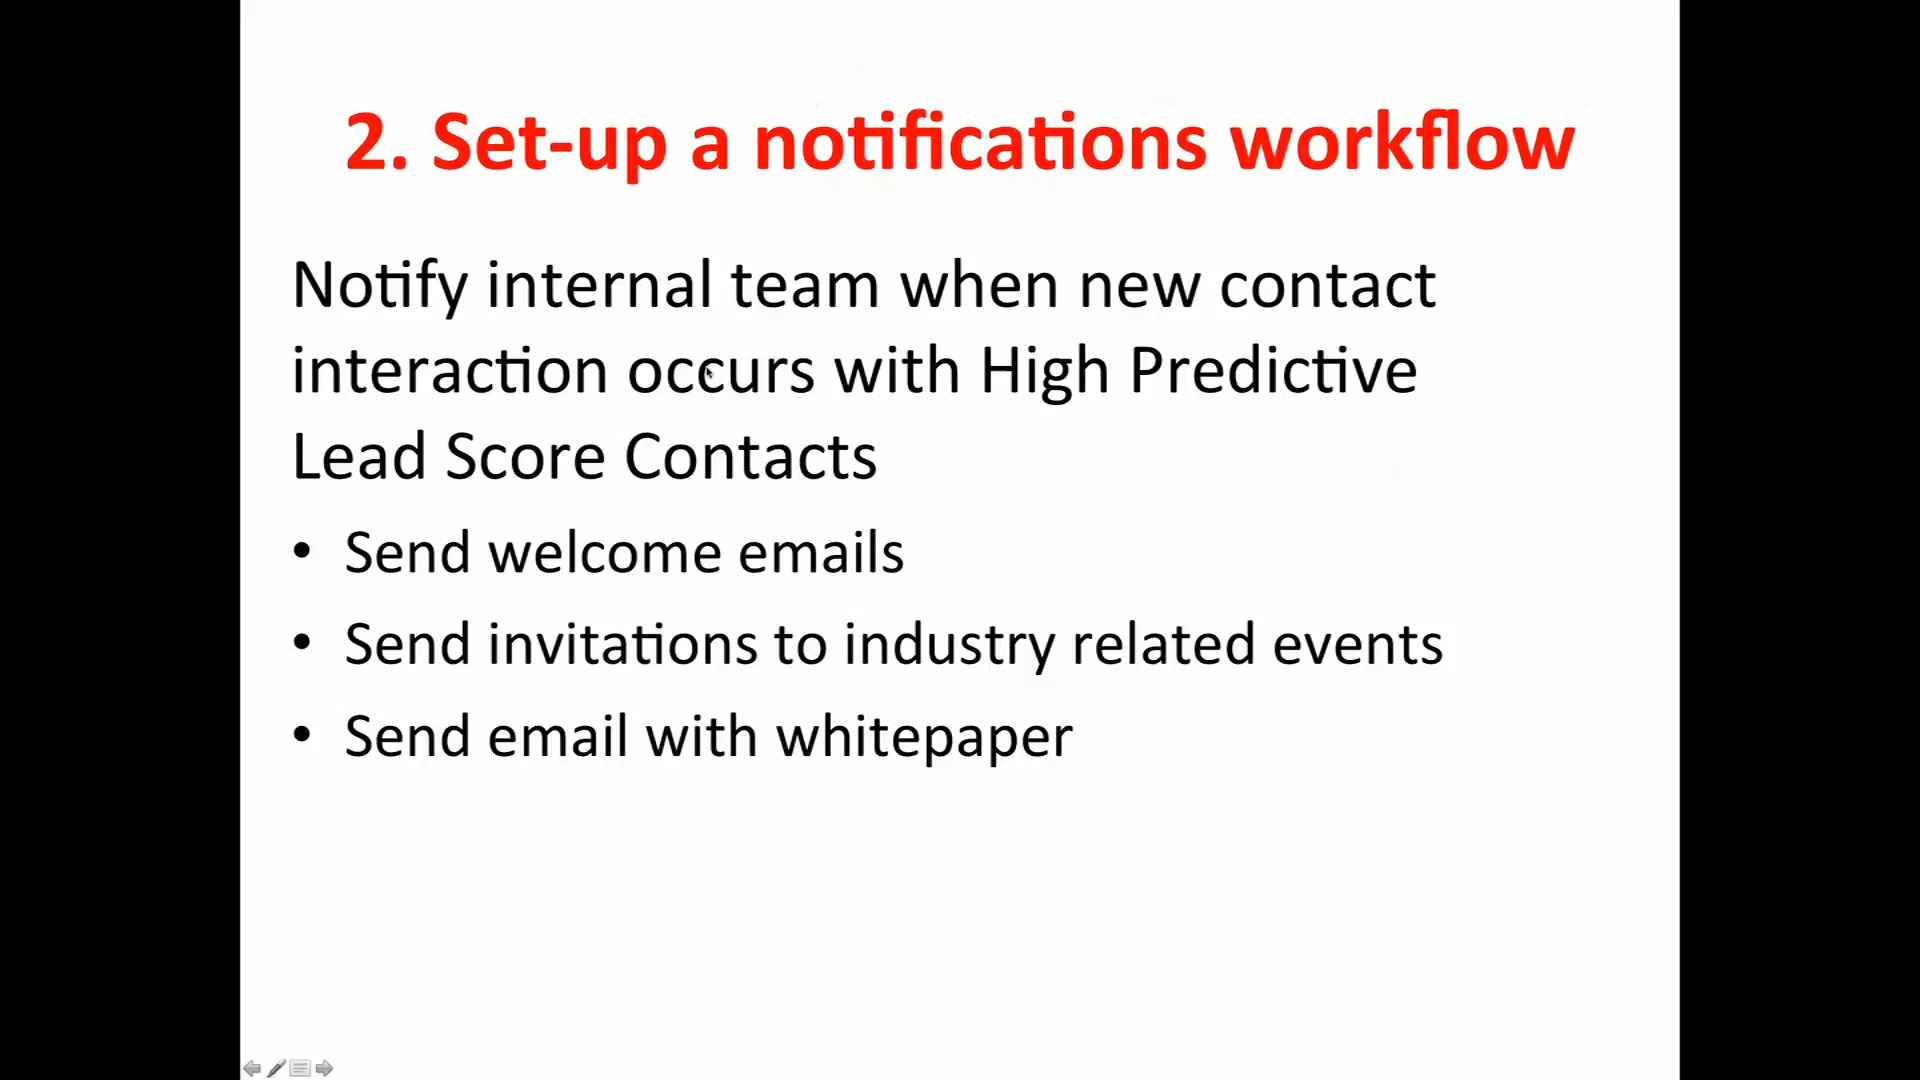 2. Set-up a notifications workflow
Notify internal team when new contact
interaction occurs with High Predictive
Lead Score Contacts
• Send welcome emails
• Send invitations to industry related events
• Send email with whitepaper